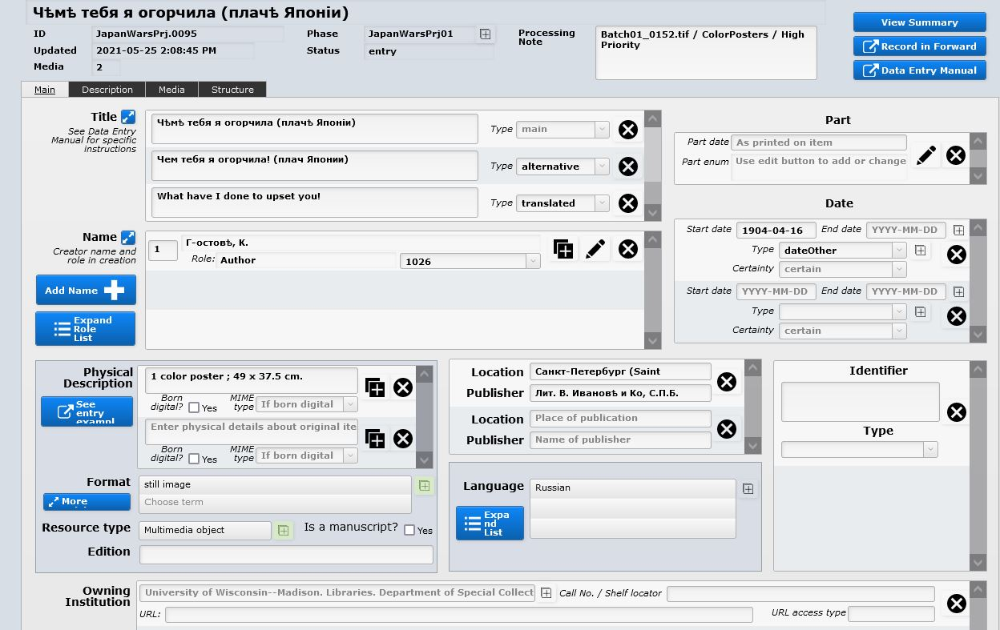 Чѣмѣ тебя я огорчила (плачѣ Японіи)
ID JapanWarsPrj.0095
Phase JapanWarsPrj01
Processing Note
Batch01_0152.tif / ColorPosters / High Priority
View Summary
Updated 2021-05-25 2:08:45 PM
Status entry
Record in Forward
Media 2
Data Entry Manual
Main Description Media Structure
Title
See Data Entry
Manual for specific
instructions
Чѣмѣ тебя я огорчила (плачѣ Японіи)
Type main
Чем тебя я огорчила! (плач Японии)
Type alternative
What have I done to upset you!
Type translated
Part
Part date As printed on item
Part enum Use edit button to add or change
Date
Start date 1904-04-16 End date YYYY-MM-DD
Type dateOther
Certainty certain
Start date YYYY-MM-DD End date YYYY-MM-DD
Type
Certainty certain
Name
Creator name and
role in creation
Add Name
Expand
Role
List
1 Г-остовѣ, К.
Role: Author 1026
Physical
Description
See
entry
1 color poster ; 49 x 37.5 cm.
Born
digital? Yes
MIME
type If born digital
Enter physical details about original ite
Born
digital? Yes
MIME
type If born digital
Format still image
Choose term
More
Resource type Multimedia object
Is a manuscript? Yes
Edition
Location Санкт-Петербург (Saint
Publisher Лит. В. Ивановѣ и Ко, С.П.Б.
Location Place of publication
Publisher Name of publisher
Language Russian
Expa
nd
List
Identifier
Type
Owning
Institution
University of Wisconsin--Madison. Libraries. Department of Special Collect
Call No. / Shelf locator
URL:
URL access type